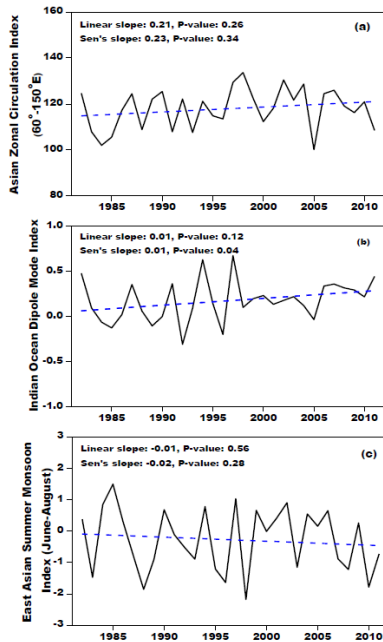 Linear slope: 0.21, P-value: 0.26 (a)
Sen's slope: 0.23, P-value: 0.34
Asian Zonal Circulation Index
(60°-150°E)
160
140
120
100
80
1985 1990 1995 2000 2005 2010
Linear slope: 0.01, P-value: 0.12
Sen's slope: 0.01, P-value: 0.04 (b)
Indian Ocean Dipole Mode Index
1.0
0.5
0.0
-0.5
-1.0
1985 1990 1995 2000 2005 2010
Linear slope: -0.01, P-value: 0.56 (c)
Sen's slope: -0.02, P-value: 0.28
East Asian Summer Monsoon
Index (June-August)
3
2
1
0
-1
-2
-3
1985 1990 1995 2000 2005 2010